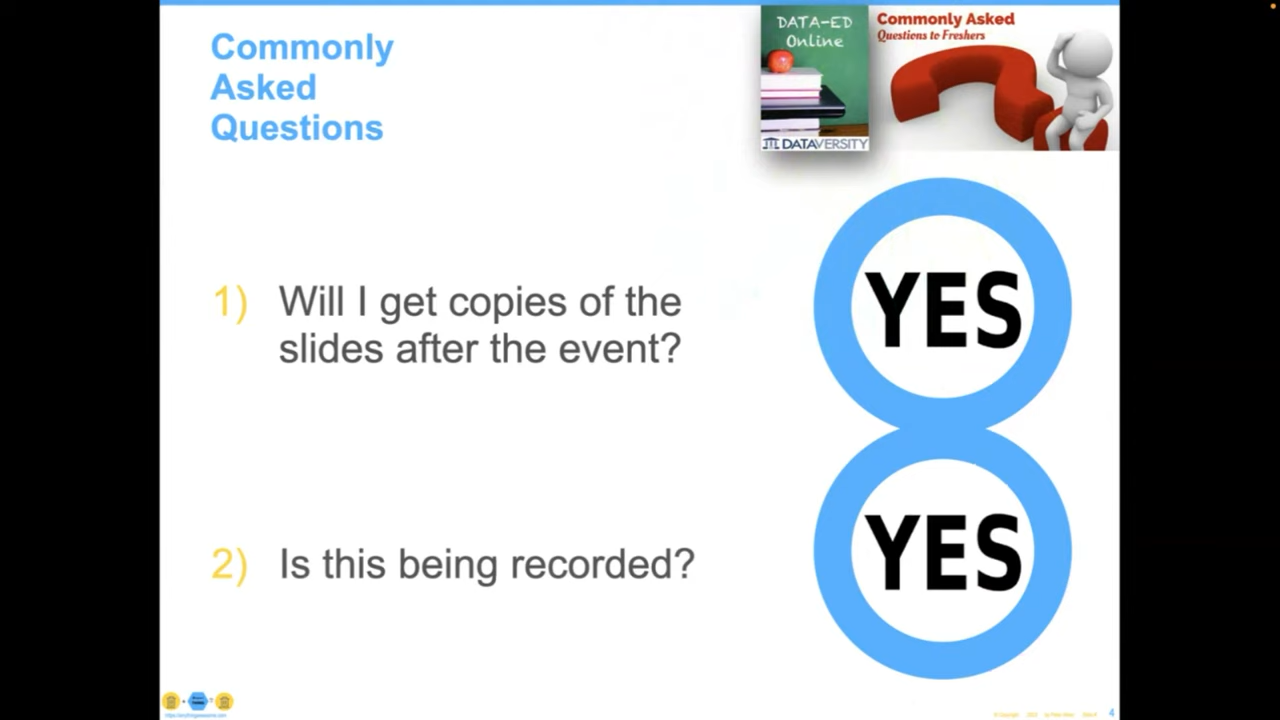 Commonly
Asked
Questions
DATA-ED
Online
DATAVERSITY
Commonly Asked
Questions to Freshers
1) Will I get copies of the
slides after the event?
YES
2) Is this being recorded?
YES
4